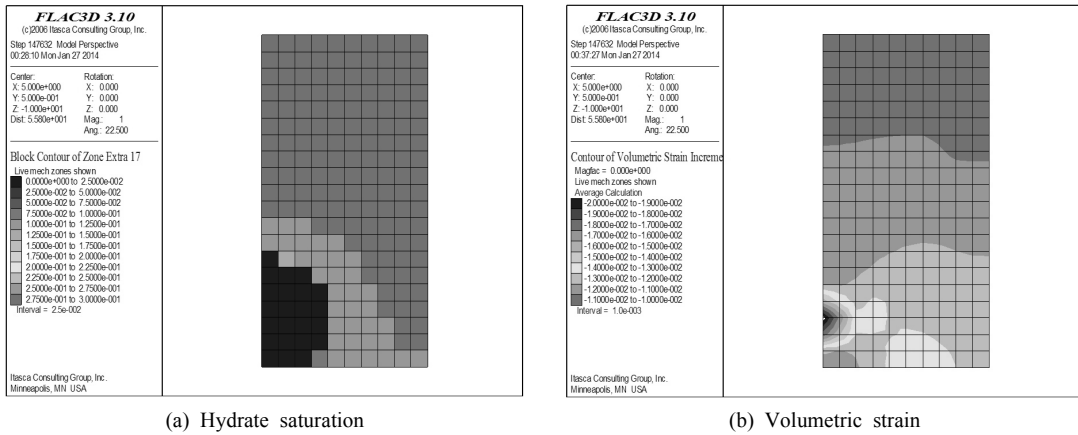 FLAC3D 3.10
(c)2006 Itasca Consulting Group, Inc.
Step 147632 Model Perspective
00:28:10 Mon Jan 27 2014
Center: Rotation:
X: 5.000e+000 X: 0.000
Y: 5.000e-001 Y: 0.000
Z: -1.000e+001 Z: 0.000
Dist: 5.580e+001 Mag.: 1
Ang.: 22.500
Block Contour of Zone Extra 17
Live mech zones shown
0.0000e+000 to 2.5000e-002
2.5000e-002 to 5.0000e-002
5.0000e-002 to 7.5000e-002
7.5000e-002 to 1.0000e-001
1.0000e-001 to 1.2500e-001
1.2500e-001 to 1.5000e-001
1.5000e-001 to 1.7500e-001
1.7500e-001 to 2.0000e-001
2.0000e-001 to 2.2500e-001
2.2500e-001 to 2.5000e-001
2.5000e-001 to 2.7500e-001
2.7500e-001 to 3.0000e-001
Interval = 2.5e-002
Itasca Consulting Group, Inc.
Minneapolis, MN USA
(a) Hydrate saturation
FLAC3D 3.10
(c)2006 Itasca Consulting Group, Inc.
Step 147632 Model Perspective
00:37:27 Mon Jan 27 2014
Center: Rotation:
X: 5.000e+000 X: 0.000
Y: 5.000e-001 Y: 0.000
Z: -1.000e+001 Z: 0.000
Dist: 5.580e+001 Mag.: 1
Ang.: 22.500
Contour of Volumetric Strain Increme
Magfac = 0.000e+000
Live mech zones shown
Average Calculation
-2.0000e-002 to -1.9000e-002
-1.9000e-002 to -1.8000e-002
-1.8000e-002 to -1.7000e-002
-1.7000e-002 to -1.6000e-002
-1.6000e-002 to -1.5000e-002
-1.5000e-002 to -1.4000e-002
-1.4000e-002 to -1.3000e-002
-1.3000e-002 to -1.2000e-002
-1.2000e-002 to -1.1000e-002
-1.1000e-002 to -1.0000e-002
Interval = 1.0e-003
Itasca Consulting Group, Inc.
Minneapolis, MN USA
(b) Volumetric strain